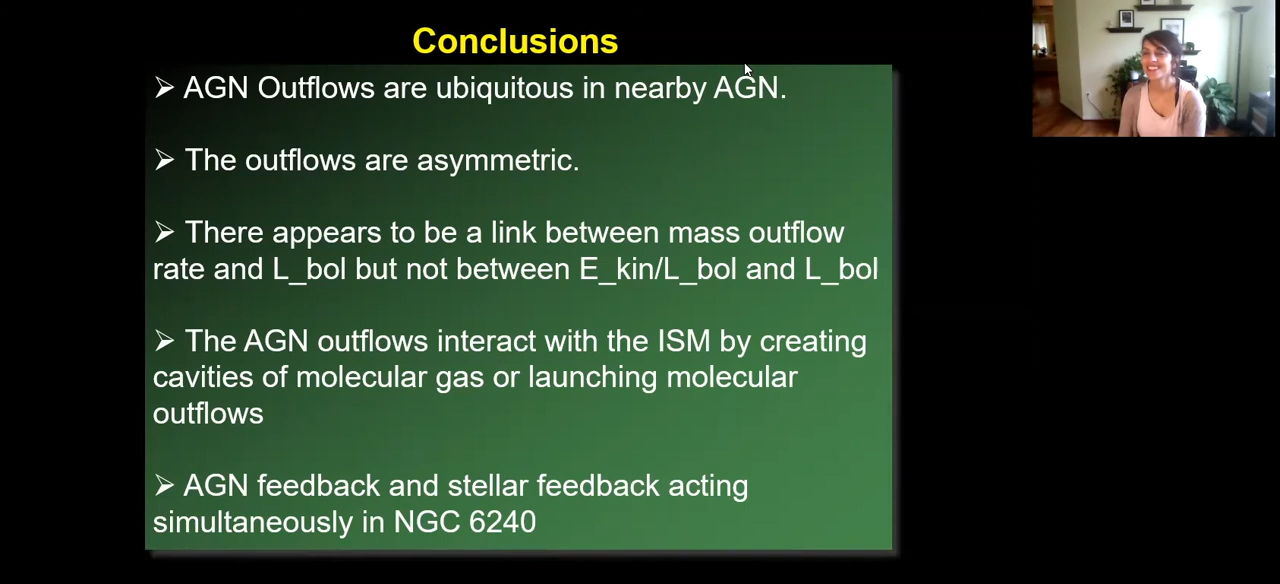 Conclusions
➢ AGN Outflows are ubiquitous in nearby AGN.
➢ The outflows are asymmetric.
➢ There appears to be a link between mass outflow
rate and L_bol but not between E_kin/L_bol and L_bol
➢ The AGN outflows interact with the ISM by creating
cavities of molecular gas or launching molecular
outflows
➢ AGN feedback and stellar feedback acting
simultaneously in NGC 6240